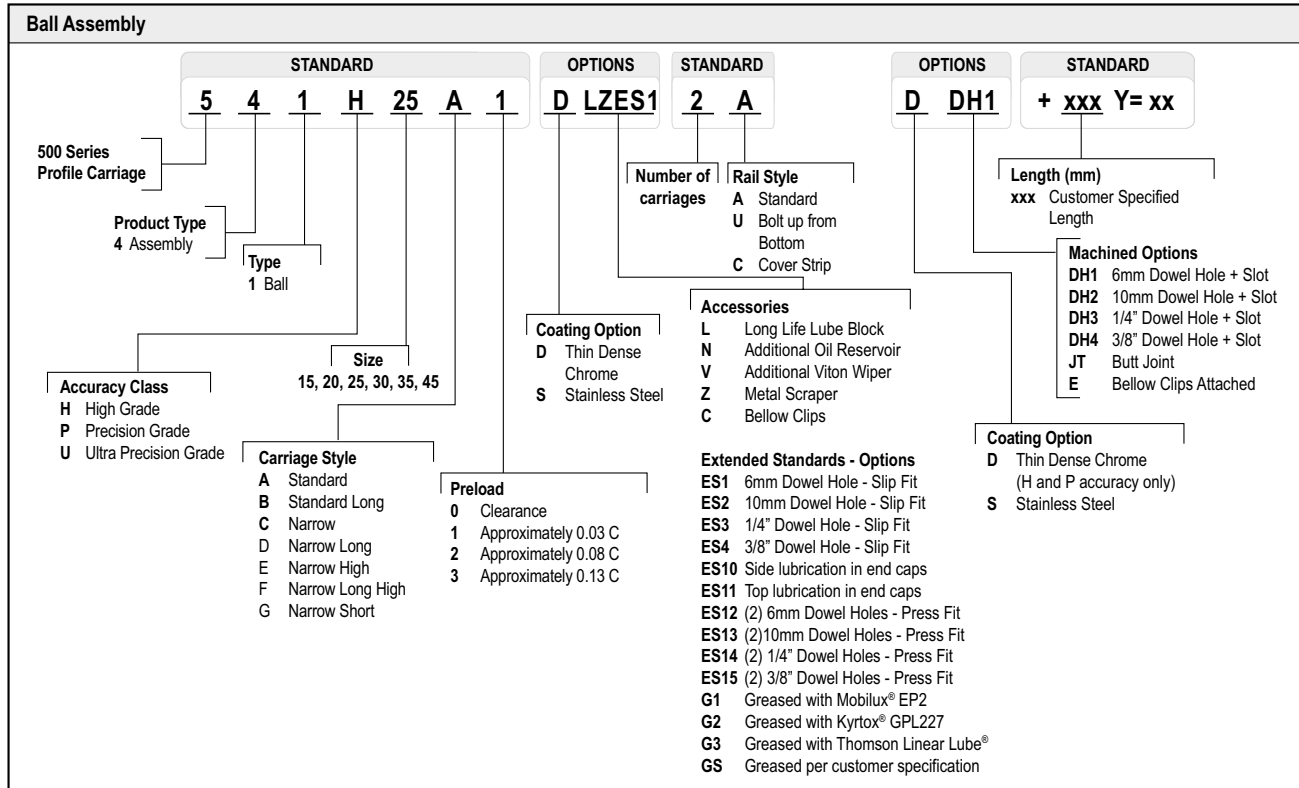 Ball Assembly
STANDARD OPTIONS STANDARD OPTIONS STANDARD
5 4 1 H 25 A 1 D LZES1 2 A D DH1 + xxx Y= xx
500 Series
Profile Carriage
Product Type
4 Assembly
Type
1 Ball
Accuracy Class
H High Grade
P Precision Grade
U Ultra Precision Grade
Size
15, 20, 25, 30, 35, 45
Carriage Style
A Standard
B Standard Long
C Narrow
D Narrow Long
E Narrow High
F Narrow Long High
G Narrow Short
Preload
0 Clearance
1 Approximately 0.03 C
2 Approximately 0.08 C
3 Approximately 0.13 C
Coating Option
D Thin Dense
Chrome
S Stainless Steel
Number of
carriages
Rail Style
A Standard
U Bolt up from
Bottom
C Cover Strip
Accessories
L Long Life Lube Block
N Additional Oil Reservoir
V Additional Viton Wiper
Z Metal Scraper
C Bellow Clips
Extended Standards - Options
ES1 6mm Dowel Hole - Slip Fit
ES2 10mm Dowel Hole - Slip Fit
ES3 1/4” Dowel Hole - Slip Fit
ES4 3/8” Dowel Hole - Slip Fit
ES10 Side lubrication in end caps
ES11 Top lubrication in end caps
ES12 (2) 6mm Dowel Holes - Press Fit
ES13 (2)10mm Dowel Holes - Press Fit
ES14 (2) 1/4” Dowel Holes - Press Fit
ES15 (2) 3/8” Dowel Holes - Press Fit
G1 Greased with Mobilux® EP2
G2 Greased with Kyrtox® GPL227
G3 Greased with Thomson Linear Lube®
GS Greased per customer specification
Length (mm)
xxx Customer Specified
Length
Machined Options
DH1 6mm Dowel Hole + Slot
DH2 10mm Dowel Hole + Slot
DH3 1/4” Dowel Hole + Slot
DH4 3/8” Dowel Hole + Slot
JT Butt Joint
E Bellow Clips Attached
Coating Option
D Thin Dense Chrome
(H and P accuracy only)
S Stainless Steel